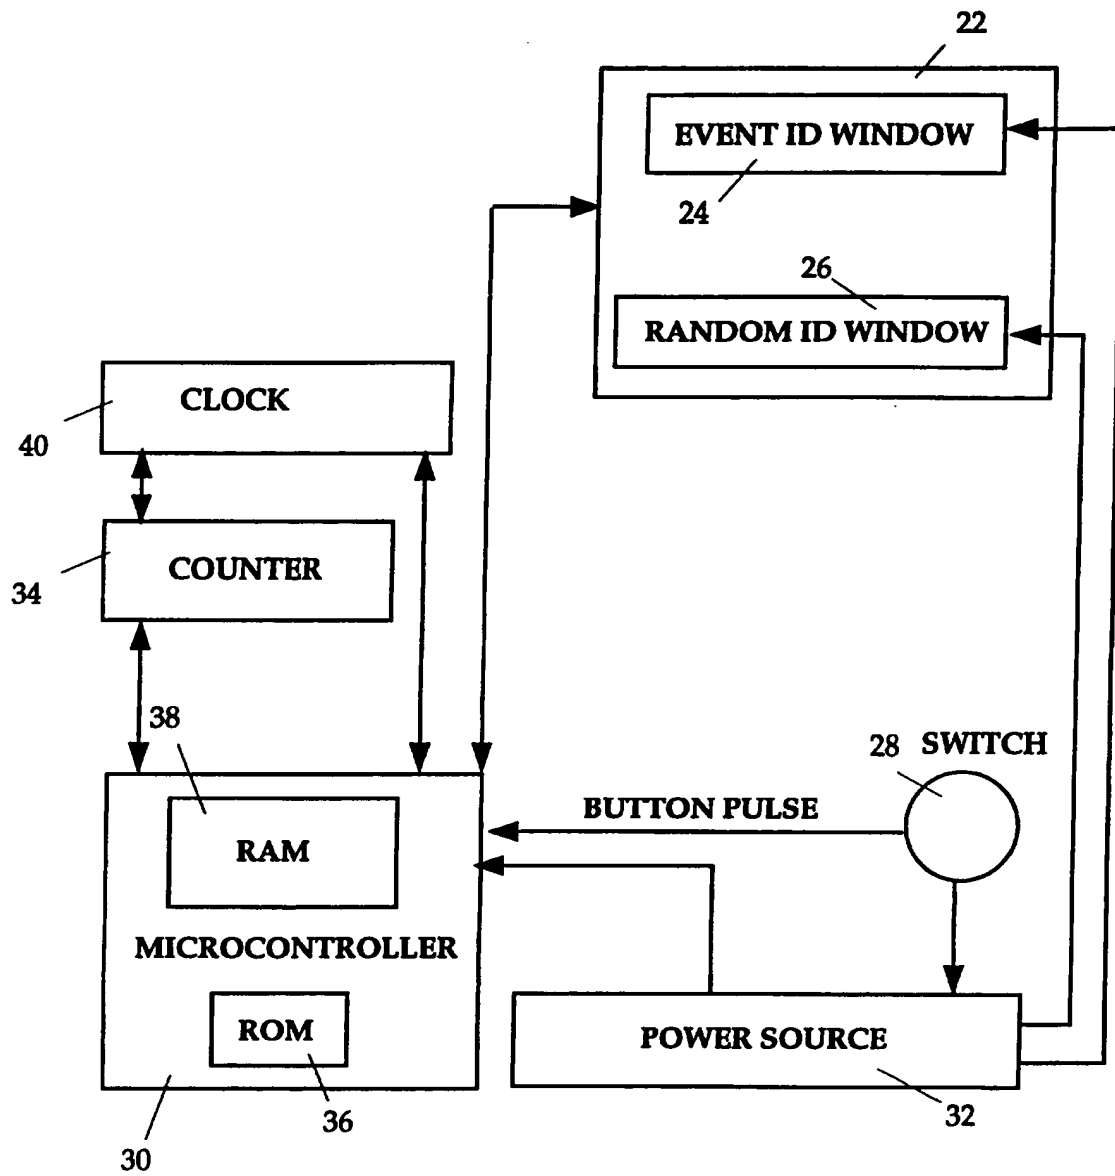 22
EVENT ID WINDOW
24
26
RANDOM ID WINDOW
CLOCK
40
COUNTER
34
38
28 SWITCH
BUTTON PULSE
RAM
MICROCONTROLLER
ROM
POWER SOURCE
36
32
30